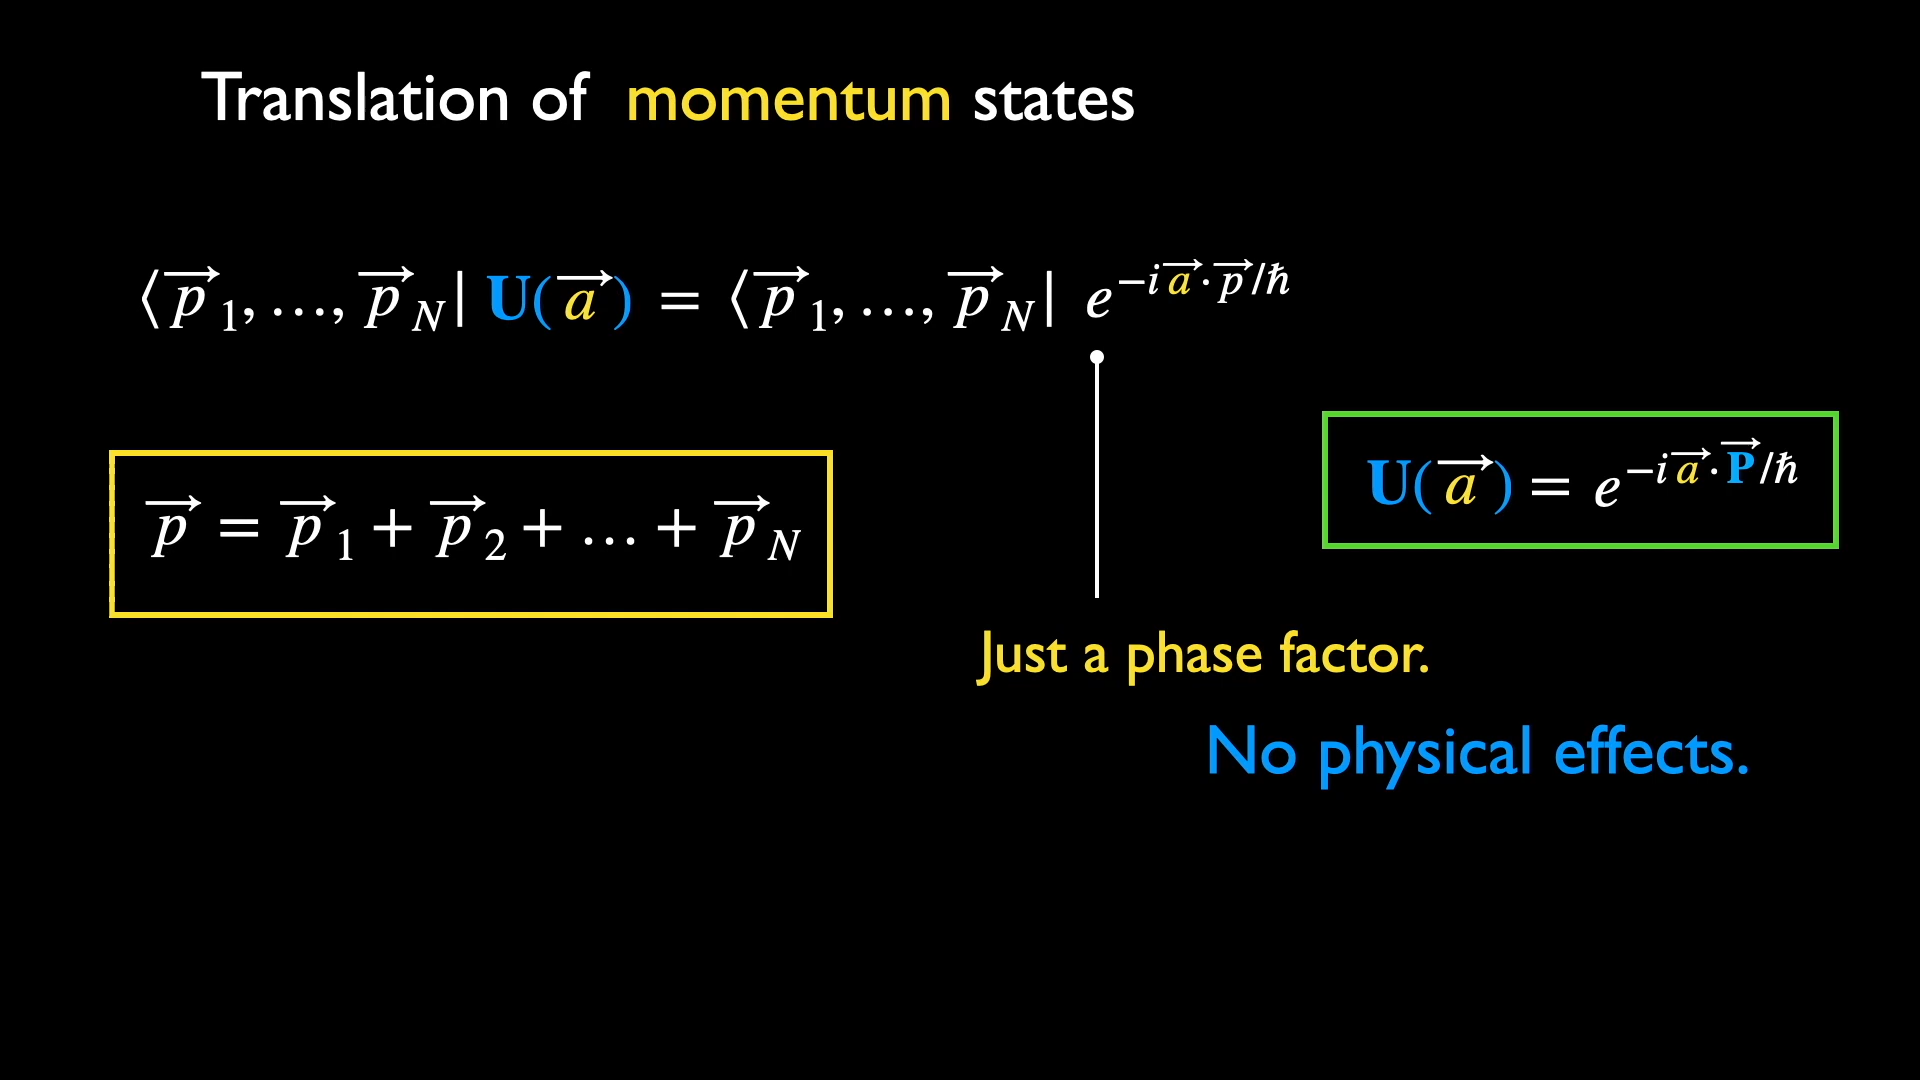 Translation of momentum states
⟨p⃗₁, …, p⃗_N| U(a⃗) = ⟨p⃗₁, …, p⃗_N| e^{−i a⃗·p⃗/ℏ}
U(a⃗) = e^{−i a⃗·P⃗/ℏ}
p⃗ = p⃗₁ + p⃗₂ + … + p⃗_N
Just a phase factor.
No physical effects.